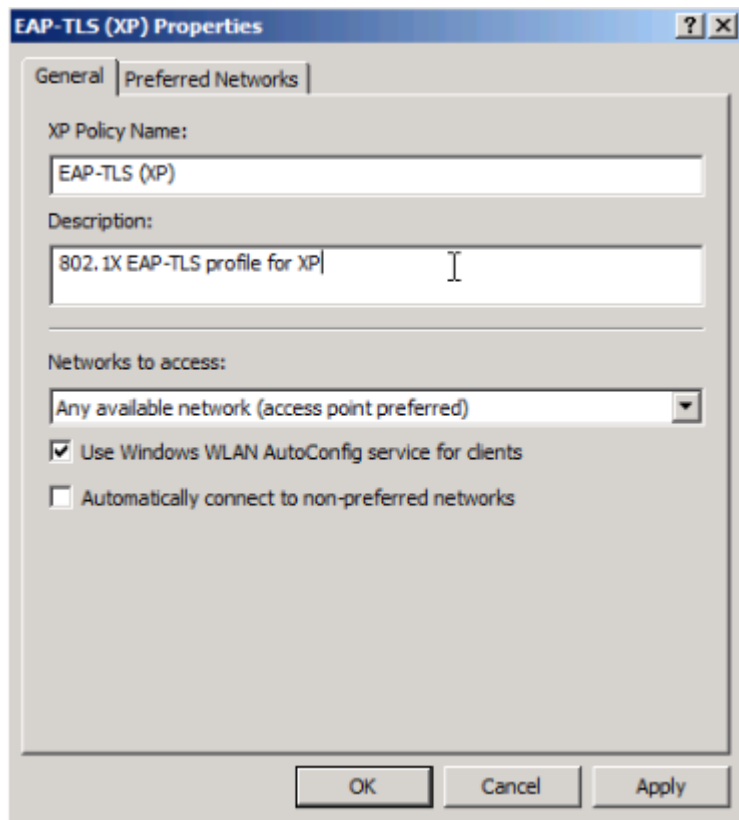 EAP-TLS (XP) Properties
General
Preferred Networks
XP Policy Name:
EAP-TLS (XP)
Description:
802.1X EAP-TLS profile for XP
Networks to access:
Any available network (access point preferred)
Use Windows WLAN AutoConfig service for clients
Automatically connect to non-preferred networks
OK
Cancel
Apply